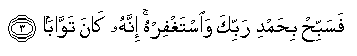 فَسَبِّحۡ بِحَمۡدِ رَبِّكَ وَٱسۡتَغۡفِرۡهُۚ إِنَّهُۥ كَانَ تَوَّابَۢا ٣